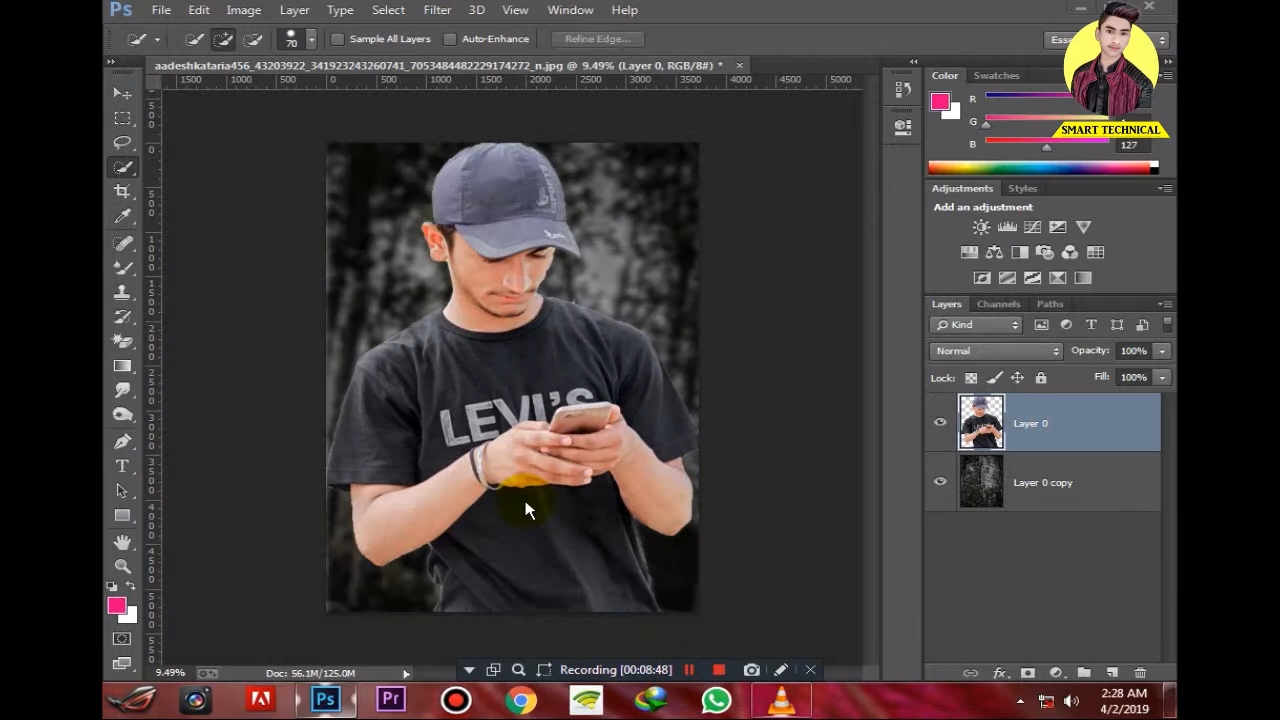 Ps File Edit Image Layer Type Select Filter 3D View Window Help
70 Sample All Layers Auto-Enhance Refine Edge...
aadeshkataria456_43203922_341923243260741_7053484482229174272_n.jpg @ 9.49% (Layer 0, RGB/8#) *
1500 1000 500 0 500 1000 1500 2000 2500 3000 3500 4000 4500 5000
Color Swatches
R
G
B 127
SMART TECHNICAL
Adjustments Styles
Add an adjustment
Layers Channels Paths
Kind
Normal Opacity: 100%
Lock: Fill: 100%
Layer 0
Layer 0 copy
LEVI'S
9.49% Doc: 56.1M/125.0M
Recording [00:08:48]
Ps Pr
2:28 AM
4/2/2019